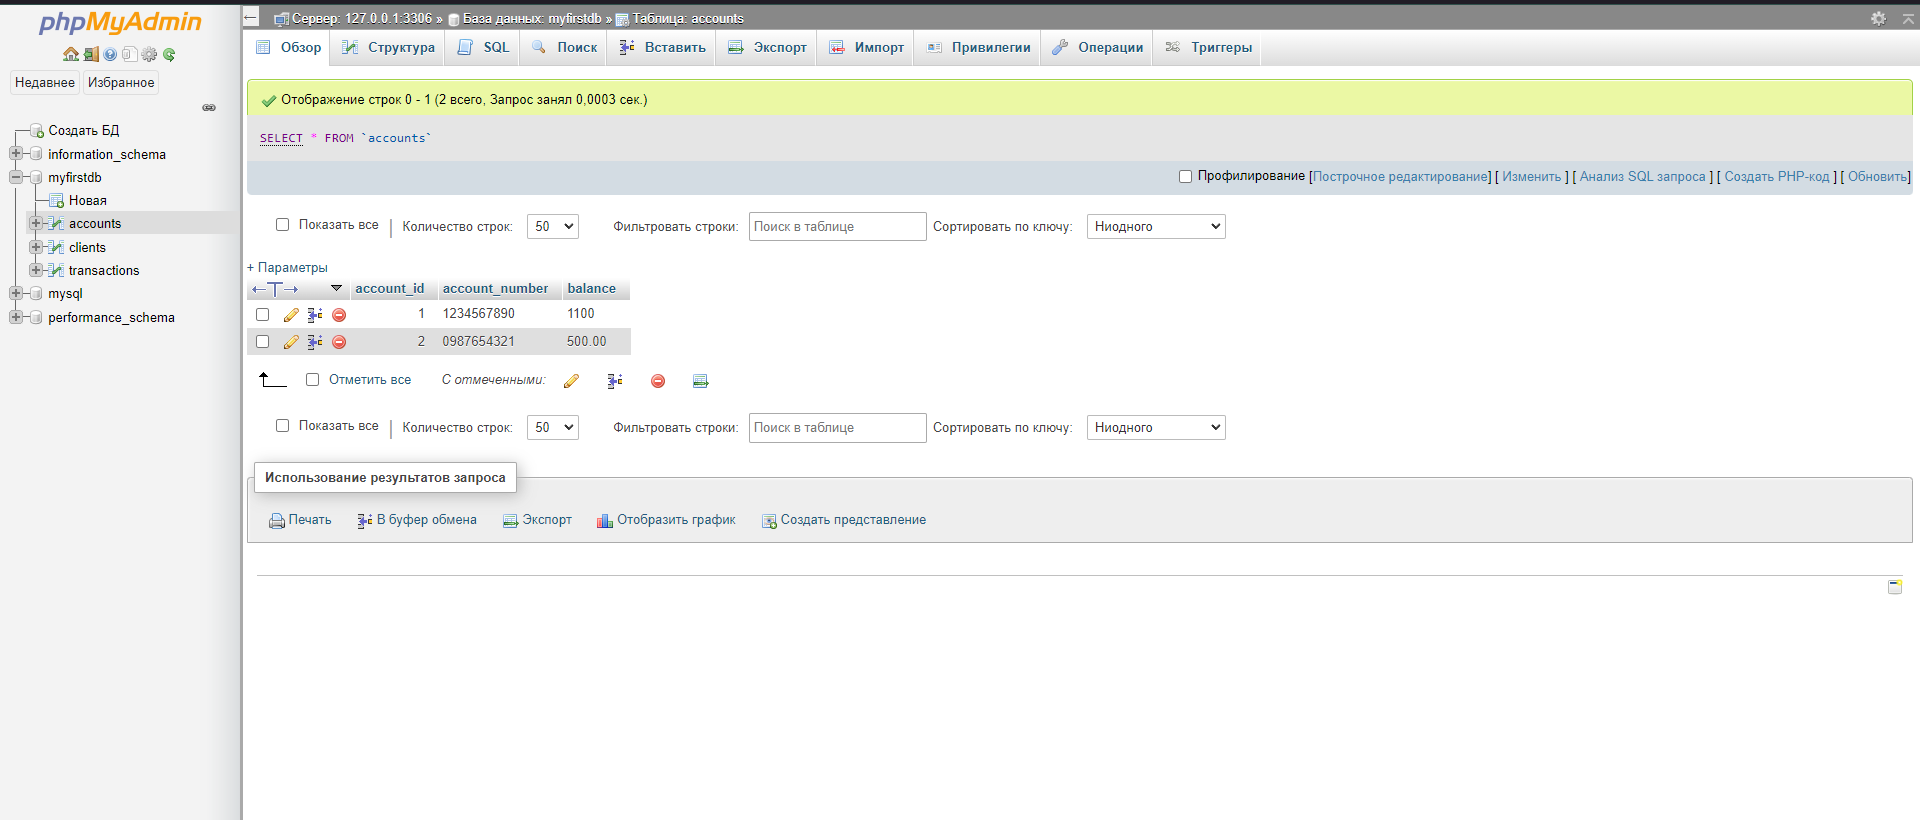 phpMyAdmin
Недавнее Избранное
Создать БД
information_schema
myfirstdb
Новая
accounts
clients
transactions
mysql
performance_schema
Сервер: 127.0.0.1:3306 » База данных: myfirstdb » Таблица: accounts
Обзор Структура SQL Поиск Вставить Экспорт Импорт Привилегии Операции Триггеры
Отображение строк 0 - 1 (2 всего, Запрос занял 0,0003 сек.)
SELECT * FROM `accounts`
Профилирование [Построчное редактирование] [ Изменить ] [ Анализ SQL запроса ] [ Создать PHP-код ] [ Обновить]
Показать все | Количество строк: 50 Фильтровать строки: Поиск в таблице Сортировать по ключу: Ниодного
+ Параметры
←T→ account_id account_number balance
1 1234567890 1100
2 0987654321 500.00
Отметить все С отмеченными:
Показать все | Количество строк: 50 Фильтровать строки: Поиск в таблице Сортировать по ключу: Ниодного
Использование результатов запроса
Печать В буфер обмена Экспорт Отобразить график Создать представление